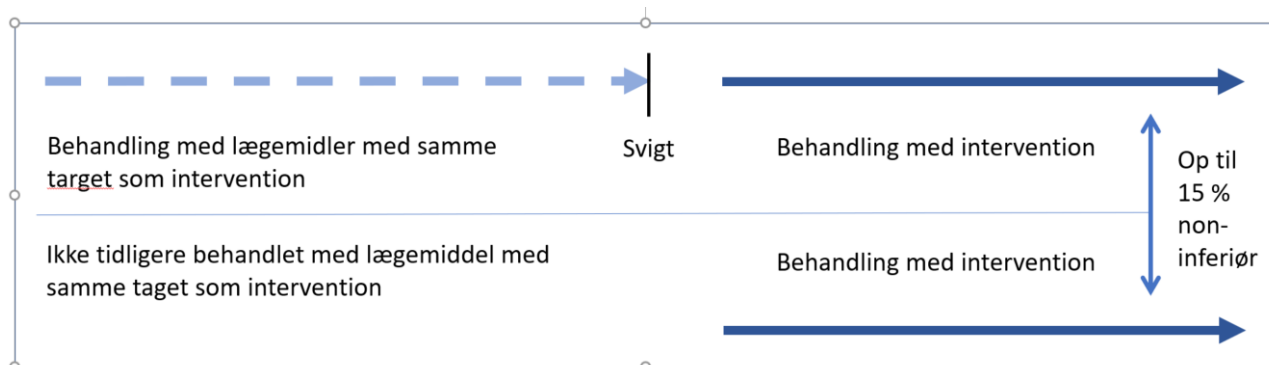 Behandling med lægemidler med samme
target som intervention
Svigt
Behandling med intervention
Op til
15 %
non-
inferiør
Ikke tidligere behandlet med lægemiddel med
samme taget som intervention
Behandling med intervention